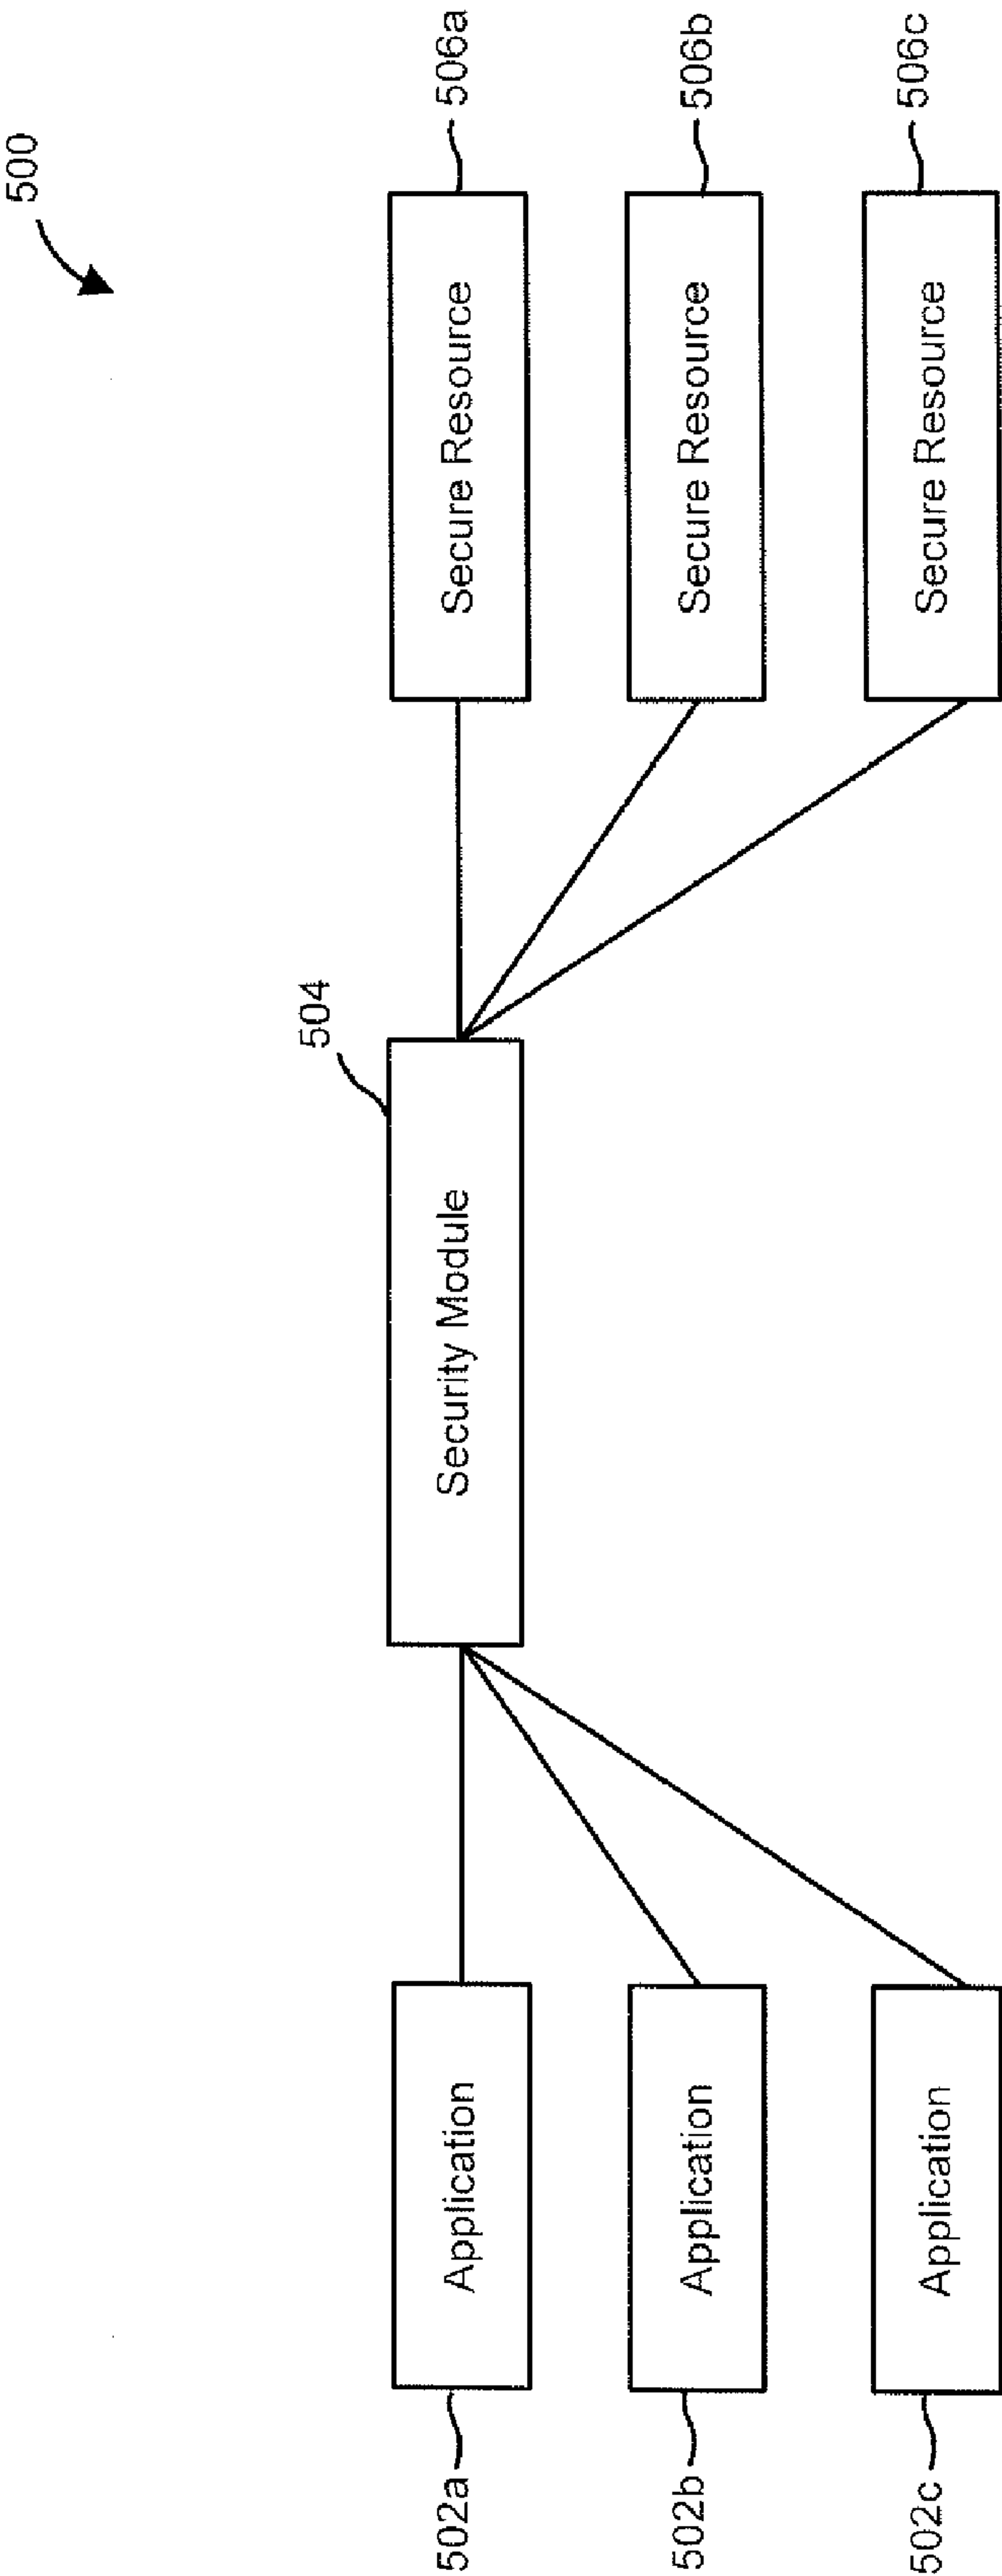 500
504
502a
Application
Security Module
Secure Resource
506a
502b
Application
Secure Resource
506b
502c
Application
Secure Resource
506c